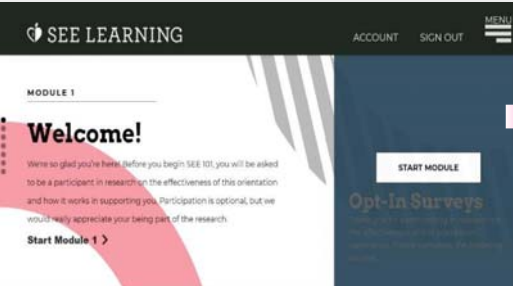 SEE LEARNING
ACCOUNT
SIGN OUT
MENU
MODULE 1
Welcome!
We're so glad you're here! Before you begin SEE 101, you will be asked
to be a participant in research on the effectiveness of this orientation
and how it works in supporting you. Participation is optional, but we
would really appreciate your being part of the research.
Start Module 1 >
START MODULE
Opt-In Surveys